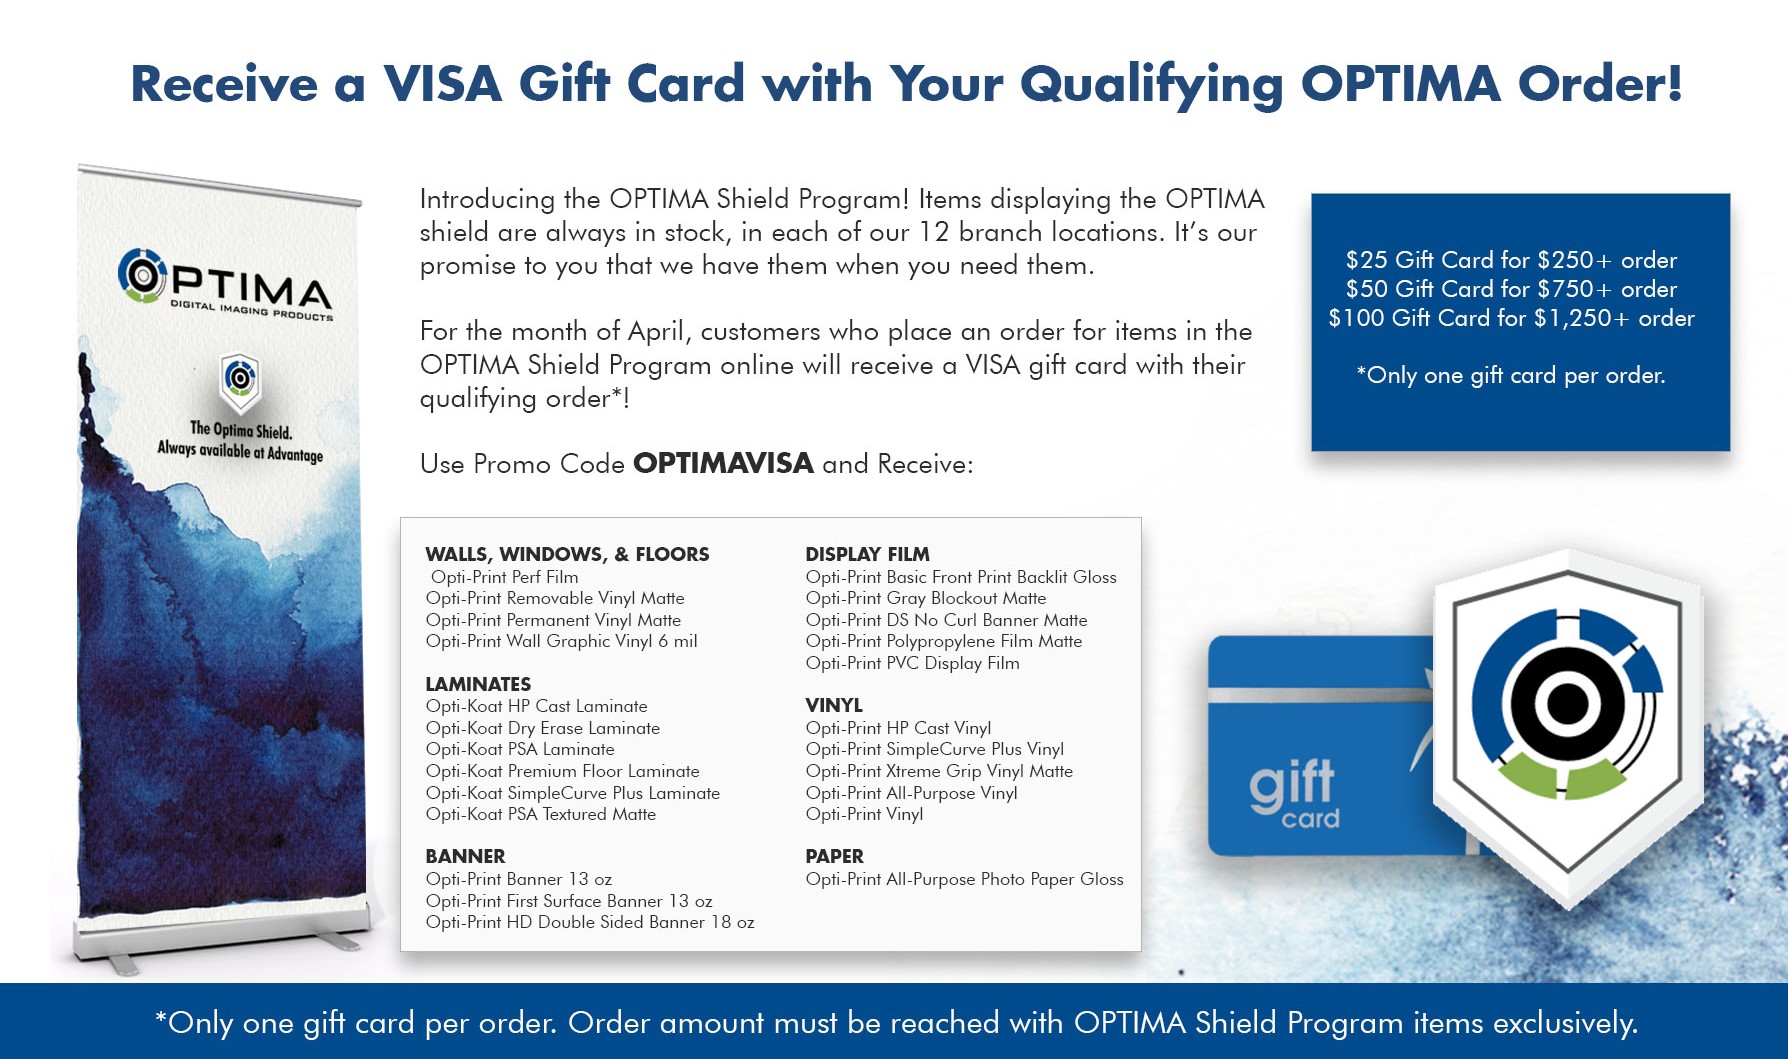 Receive a VISA Gift Card with Your Qualifying OPTIMA Order!
OPTIMA
DIGITAL IMAGING PRODUCTS
The Optima Shield.
Always available at Advantage
Introducing the OPTIMA Shield Program! Items displaying the OPTIMA
shield are always in stock, in each of our 12 branch locations. It's our
promise to you that we have them when you need them.
For the month of April, customers who place an order for items in the
OPTIMA Shield Program online will receive a VISA gift card with their
qualifying order*!
Use Promo Code OPTIMAVISA and Receive:
$25 Gift Card for $250+ order
$50 Gift Card for $750+ order
$100 Gift Card for $1,250+ order
*Only one gift card per order.
WALLS, WINDOWS, & FLOORS
Opti-Print Perf Film
Opti-Print Removable Vinyl Matte
Opti-Print Permanent Vinyl Matte
Opti-Print Wall Graphic Vinyl 6 mil
LAMINATES
Opti-Koat HP Cast Laminate
Opti-Koat Dry Erase Laminate
Opti-Koat PSA Laminate
Opti-Koat Premium Floor Laminate
Opti-Koat SimpleCurve Plus Laminate
Opti-Koat PSA Textured Matte
BANNER
Opti-Print Banner 13 oz
Opti-Print First Surface Banner 13 oz
Opti-Print HD Double Sided Banner 18 oz
DISPLAY FILM
Opti-Print Basic Front Print Backlit Gloss
Opti-Print Gray Blockout Matte
Opti-Print DS No Curl Banner Matte
Opti-Print Polypropylene Film Matte
Opti-Print PVC Display Film
VINYL
Opti-Print HP Cast Vinyl
Opti-Print SimpleCurve Plus Vinyl
Opti-Print Xtreme Grip Vinyl Matte
Opti-Print All-Purpose Vinyl
Opti-Print Vinyl
PAPER
Opti-Print All-Purpose Photo Paper Gloss
gift
card
*Only one gift card per order. Order amount must be reached with OPTIMA Shield Program items exclusively.